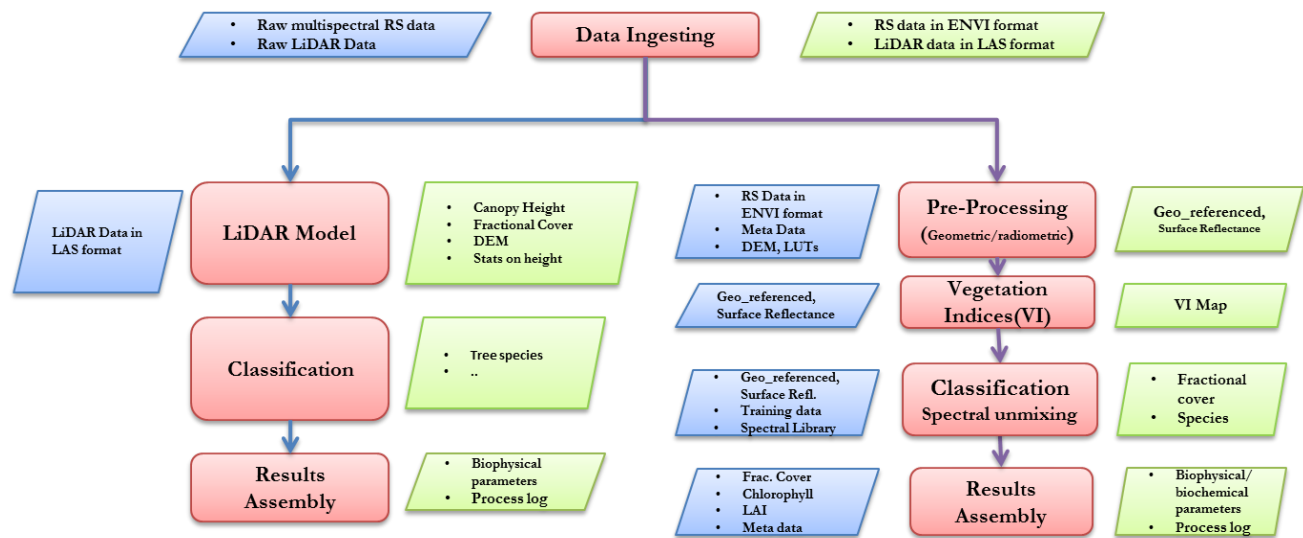 • Raw multispectral RS data
• Raw LiDAR Data
Data Ingesting
• RS data in ENVI format
• LiDAR data in LAS format
LiDAR Data in
LAS format
LiDAR Model
• Canopy Height
• Fractional Cover
• DEM
• Stats on height
Classification
• Tree species
• ..
Results
Assembly
• Biophysical
parameters
• Process log
• RS Data in
ENVI format
• Meta Data
• DEM, LUTs
Pre-Processing
(Geometric/radiometric)
Geo_referenced,
Surface Reflectance
Geo_referenced,
Surface Reflectance
Vegetation
Indices(VI)
VI Map
• Geo_referenced,
Surface Refl.
• Training data
• Spectral Library
Classification
Spectral unmixing
• Fractional
cover
• Species
• Frac. Cover
• Chlorophyll
• LAI
• Meta data
Results
Assembly
• Biophysical/
biochemical
parameters
• Process log